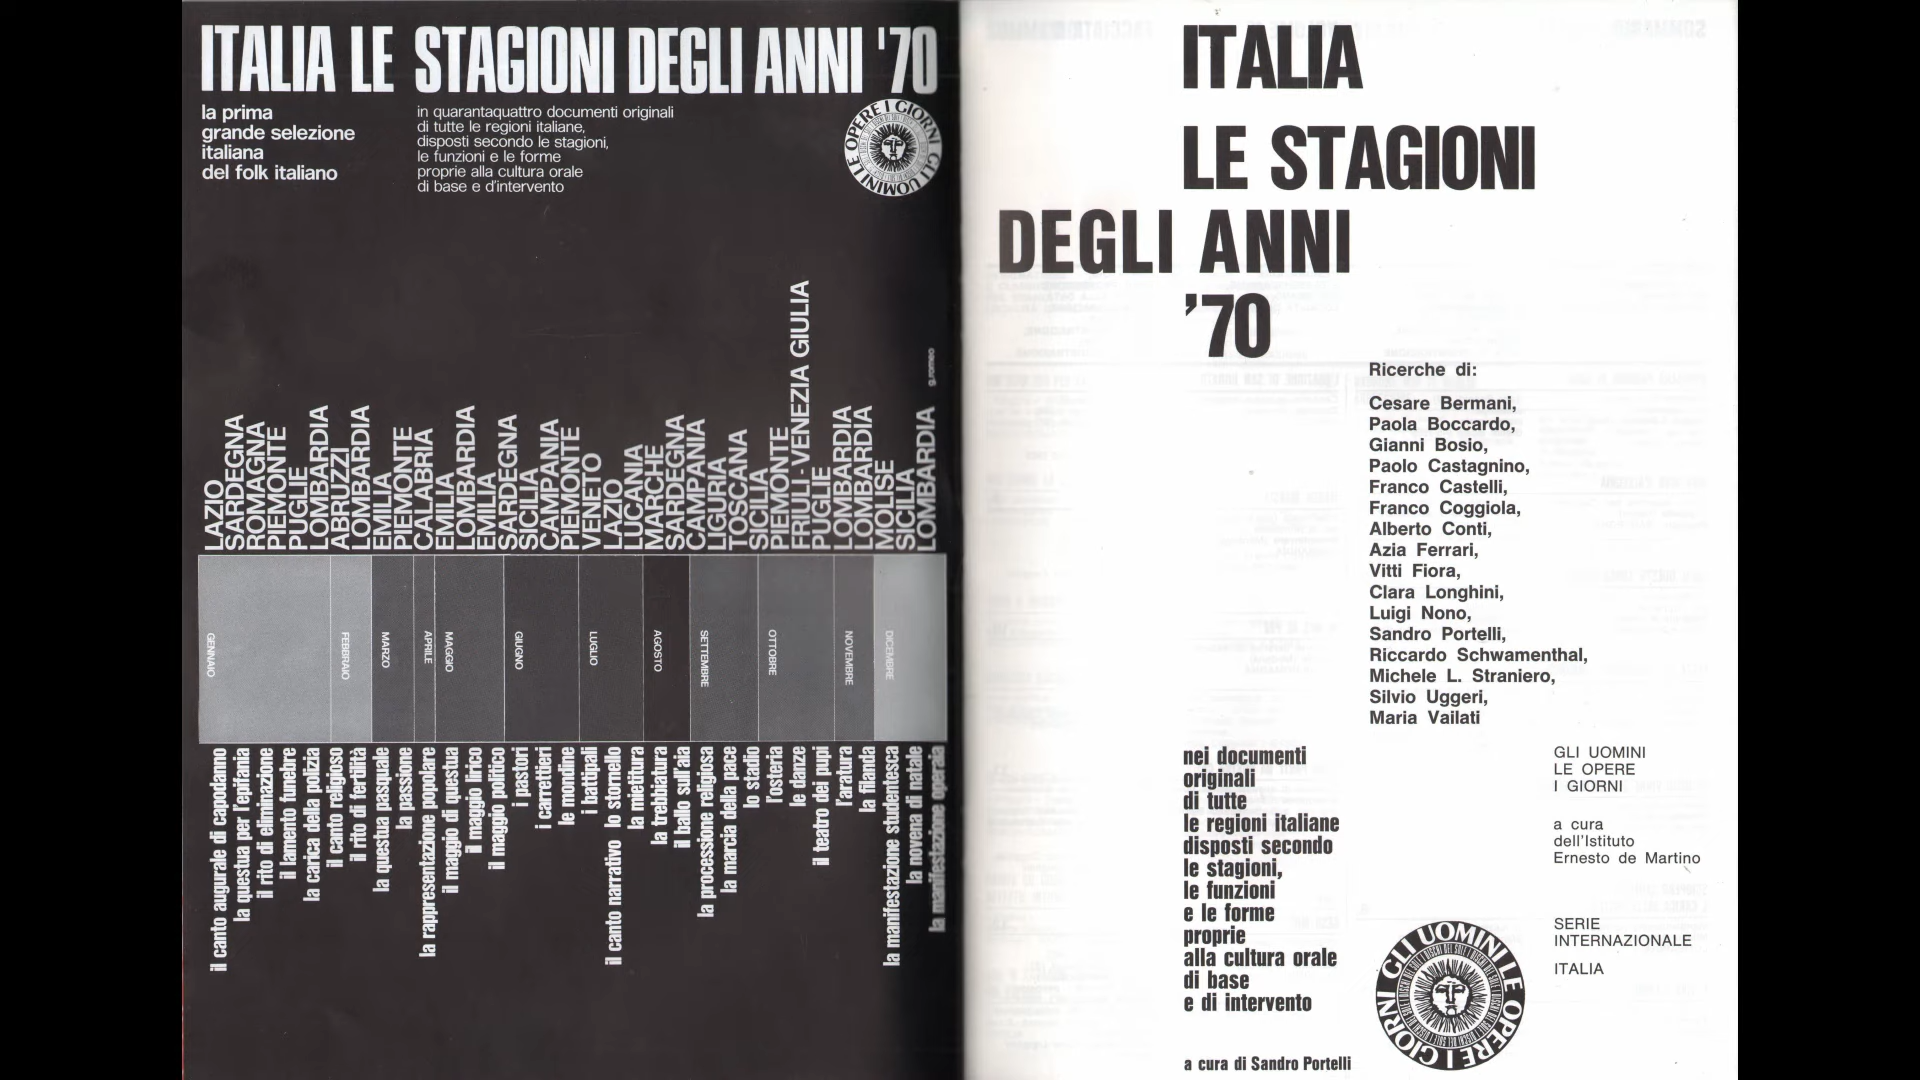 ITALIA LE STAGIONI DEGLI ANNI '70
la prima
grande selezione
italiana
del folk italiano
in quarantaquattro documenti originali
di tutte le regioni italiane,
disposti secondo le stagioni,
le funzioni e le forme
proprie alla cultura orale
di base e d'intervento
GLI UOMINI LE OPERE I GIORNI
g.romeo
LAZIO
SARDEGNA
ROMAGNA
PIEMONTE
PUGLIE
LOMBARDIA
ABRUZZI
LOMBARDIA
EMILIA
PIEMONTE
CALABRIA
EMILIA
LOMBARDIA
EMILIA
SARDEGNA
SICILIA
CAMPANIA
PIEMONTE
VENETO
LAZIO
LUCANIA
MARCHE
SARDEGNA
CAMPANIA
LIGURIA
TOSCANA
SICILIA
PIEMONTE
FRIULI - VENEZIA GIULIA
PUGLIE
LOMBARDIA
LOMBARDIA
MOLISE
SICILIA
LOMBARDIA
GENNAIO
FEBBRAIO
MARZO
APRILE
MAGGIO
GIUGNO
LUGLIO
AGOSTO
SETTEMBRE
OTTOBRE
NOVEMBRE
DICEMBRE
il canto augurale di capodanno
la questua per l'epifania
il rito di eliminazione
il lamento funebre
la carica della polizia
il canto religioso
il rito di fertilità
la questua pasquale
la passione
la rappresentazione popolare
il maggio di questua
il maggio lirico
il maggio politico
i pastori
i carrettieri
le mondine
i battipali
il canto narrativo lo stornello
la mietitura
la trebbiatura
il ballo sull'aia
la processione religiosa
la marcia della pace
lo stadio
l'osteria
le danze
il teatro dei pupi
l'aratura
la filanda
la manifestazione studentesca
la novena di natale
la manifestazione operaia
ITALIA
LE STAGIONI
DEGLI ANNI
'70
Ricerche di:
Cesare Bermani,
Paola Boccardo,
Gianni Bosio,
Paolo Castagnino,
Franco Castelli,
Franco Coggiola,
Alberto Conti,
Azia Ferrari,
Vitti Fiora,
Clara Longhini,
Luigi Nono,
Sandro Portelli,
Riccardo Schwamenthal,
Michele L. Straniero,
Silvio Uggeri,
Maria Vailati
nei documenti
originali
di tutte
le regioni italiane
disposti secondo
le stagioni,
le funzioni
e le forme
proprie
alla cultura orale
di base
e di intervento
a cura di Sandro Portelli
GLI UOMINI
LE OPERE
I GIORNI
a cura
dell'Istituto
Ernesto de Martino
SERIE
INTERNAZIONALE
ITALIA
GLI UOMINI LE OPERE I GIORNI